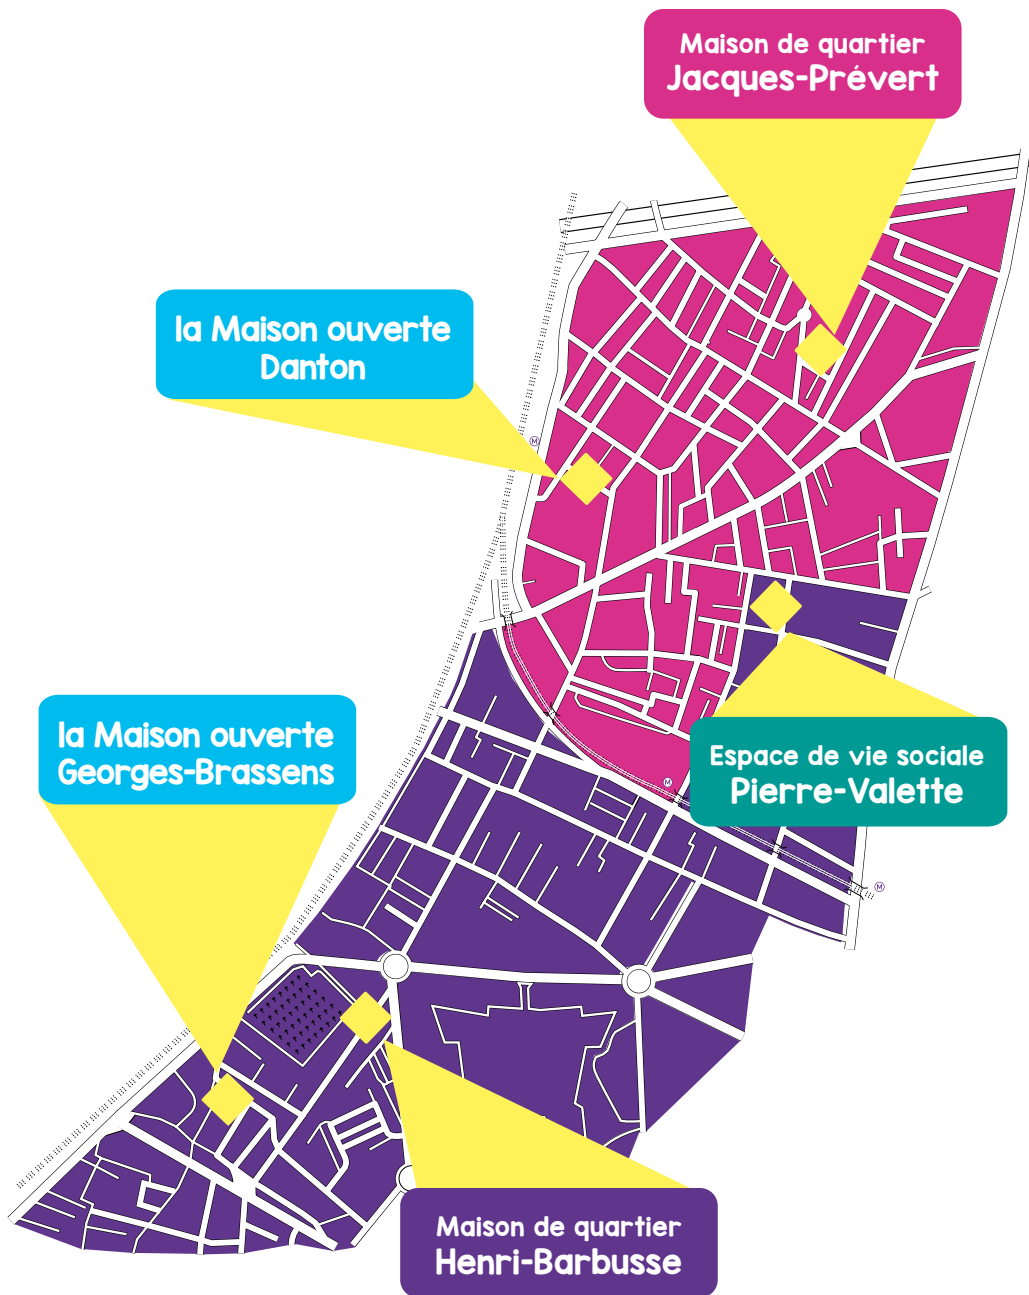 Maison de quartier
Jacques-Prévert
la Maison ouverte
Danton
M
la Maison ouverte
Georges-Brassens
Espace de vie sociale
Pierre-Valette
M
M
Maison de quartier
Henri-Barbusse